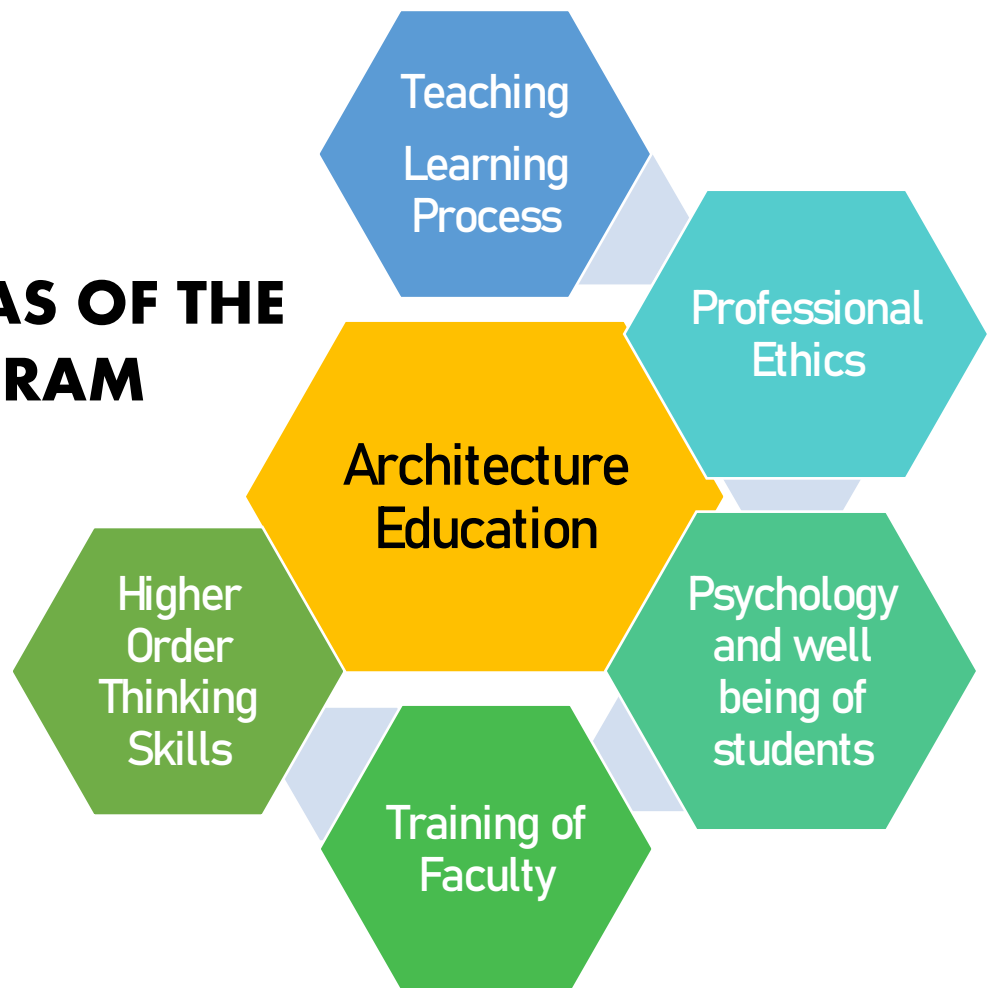 Teaching
Learning
Process
Professional
Ethics
AS OF THE
RAM
Architecture
Education
Higher
Order
Thinking
Skills
Psychology
and well
being of
students
Training of
Faculty